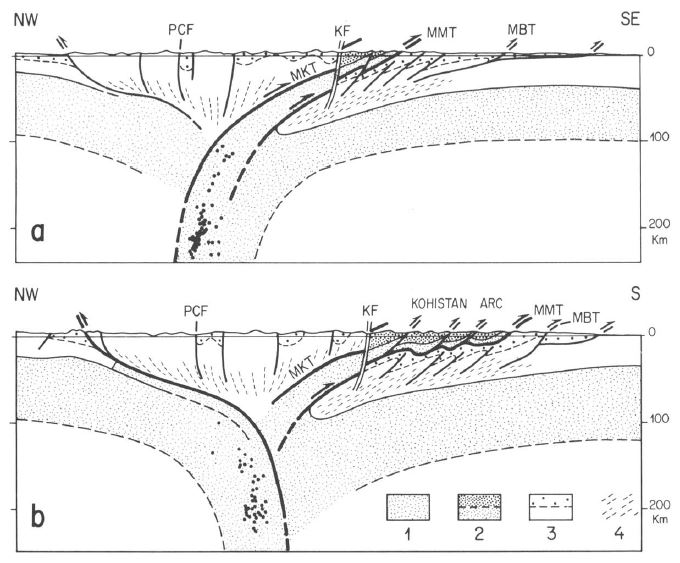 NW SE
PCF KF MMT MBT
0
MKT
100
200
Km
a
NW S
PCF KF KOHISTAN ARC MMT MBT
0
MKT
100
200
Km
b
1 2 3 4